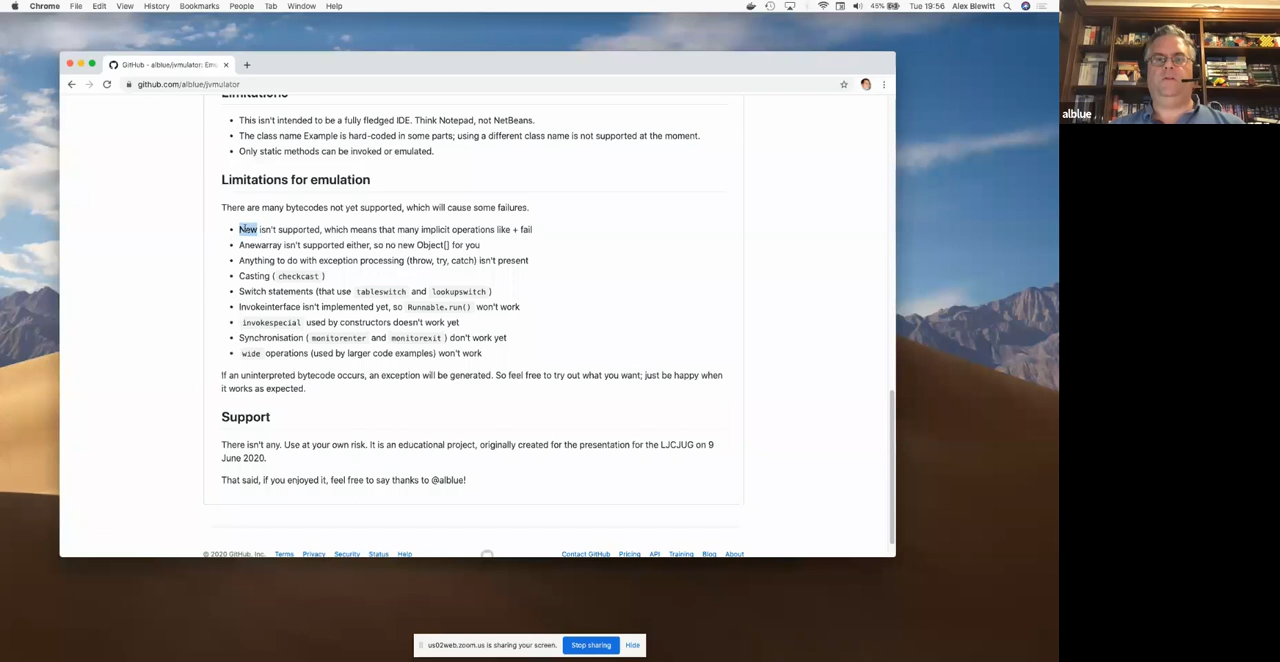 Chrome File Edit View History Bookmarks People Tab Window Help 45% Tue 19:56 Alex Blewitt
GitHub - alblue/jvmulator: Emu
github.com/alblue/jvmulator
alblue
Limitations
This isn't intended to be a fully fledged IDE. Think Notepad, not NetBeans.
The class name Example is hard-coded in some parts; using a different class name is not supported at the moment.
Only static methods can be invoked or emulated.
Limitations for emulation
There are many bytecodes not yet supported, which will cause some failures.
New isn't supported, which means that many implicit operations like + fail
Anewarray isn't supported either, so no new Object[] for you
Anything to do with exception processing (throw, try, catch) isn't present
Casting ( checkcast )
Switch statements (that use tableswitch and lookupswitch )
Invokeinterface isn't implemented yet, so Runnable.run() won't work
invokespecial used by constructors doesn't work yet
Synchronisation ( monitorenter and monitorexit ) don't work yet
wide operations (used by larger code examples) won't work
If an uninterpreted bytecode occurs, an exception will be generated. So feel free to try out what you want; just be happy when
it works as expected.
Support
There isn't any. Use at your own risk. It is an educational project, originally created for the presentation for the LJCJUG on 9
June 2020.
That said, if you enjoyed it, feel free to say thanks to @alblue!
© 2020 GitHub, Inc. Terms Privacy Security Status Help Contact GitHub Pricing API Training Blog About
us02web.zoom.us is sharing your screen. Stop sharing Hide